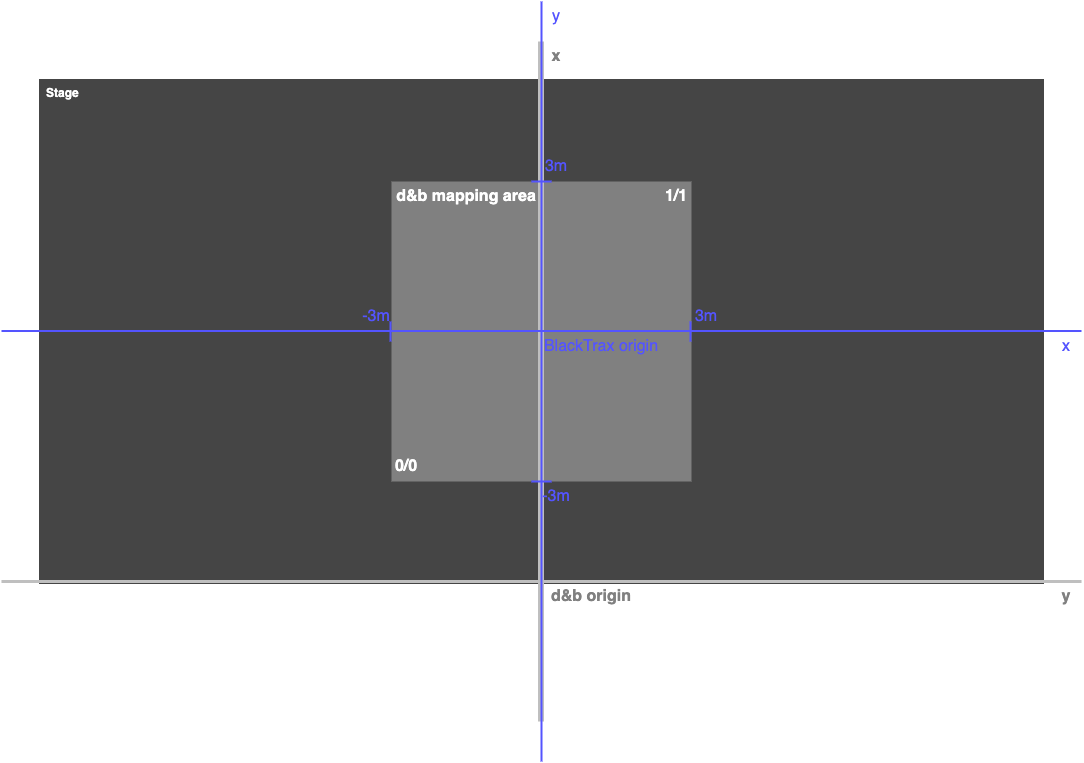 y
x
Stage
3m
d&b mapping area
1/1
-3m
3m
BlackTrax origin
x
0/0
-3m
d&b origin
y